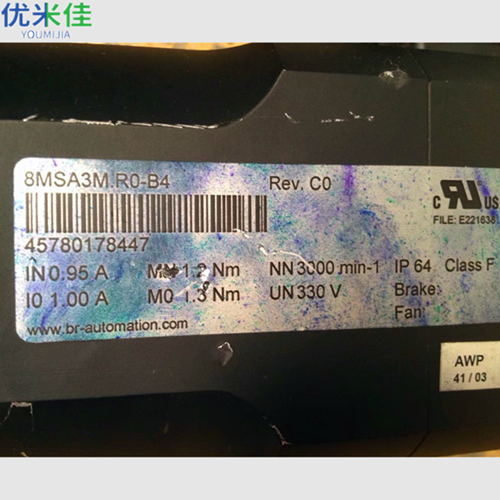 优米佳
YOUMIJIA
8MSA3M.R0-B4 Rev. C0
45780178447
C RU US
FILE: E221638
IN 0.95 A MN 1.2 Nm NN 3000 min-1 IP 64 Class F
I0 1.00 A M0 1.3 Nm UN 330 V Brake:
Fan:
www.br-automation.com
AWP
41 / 03